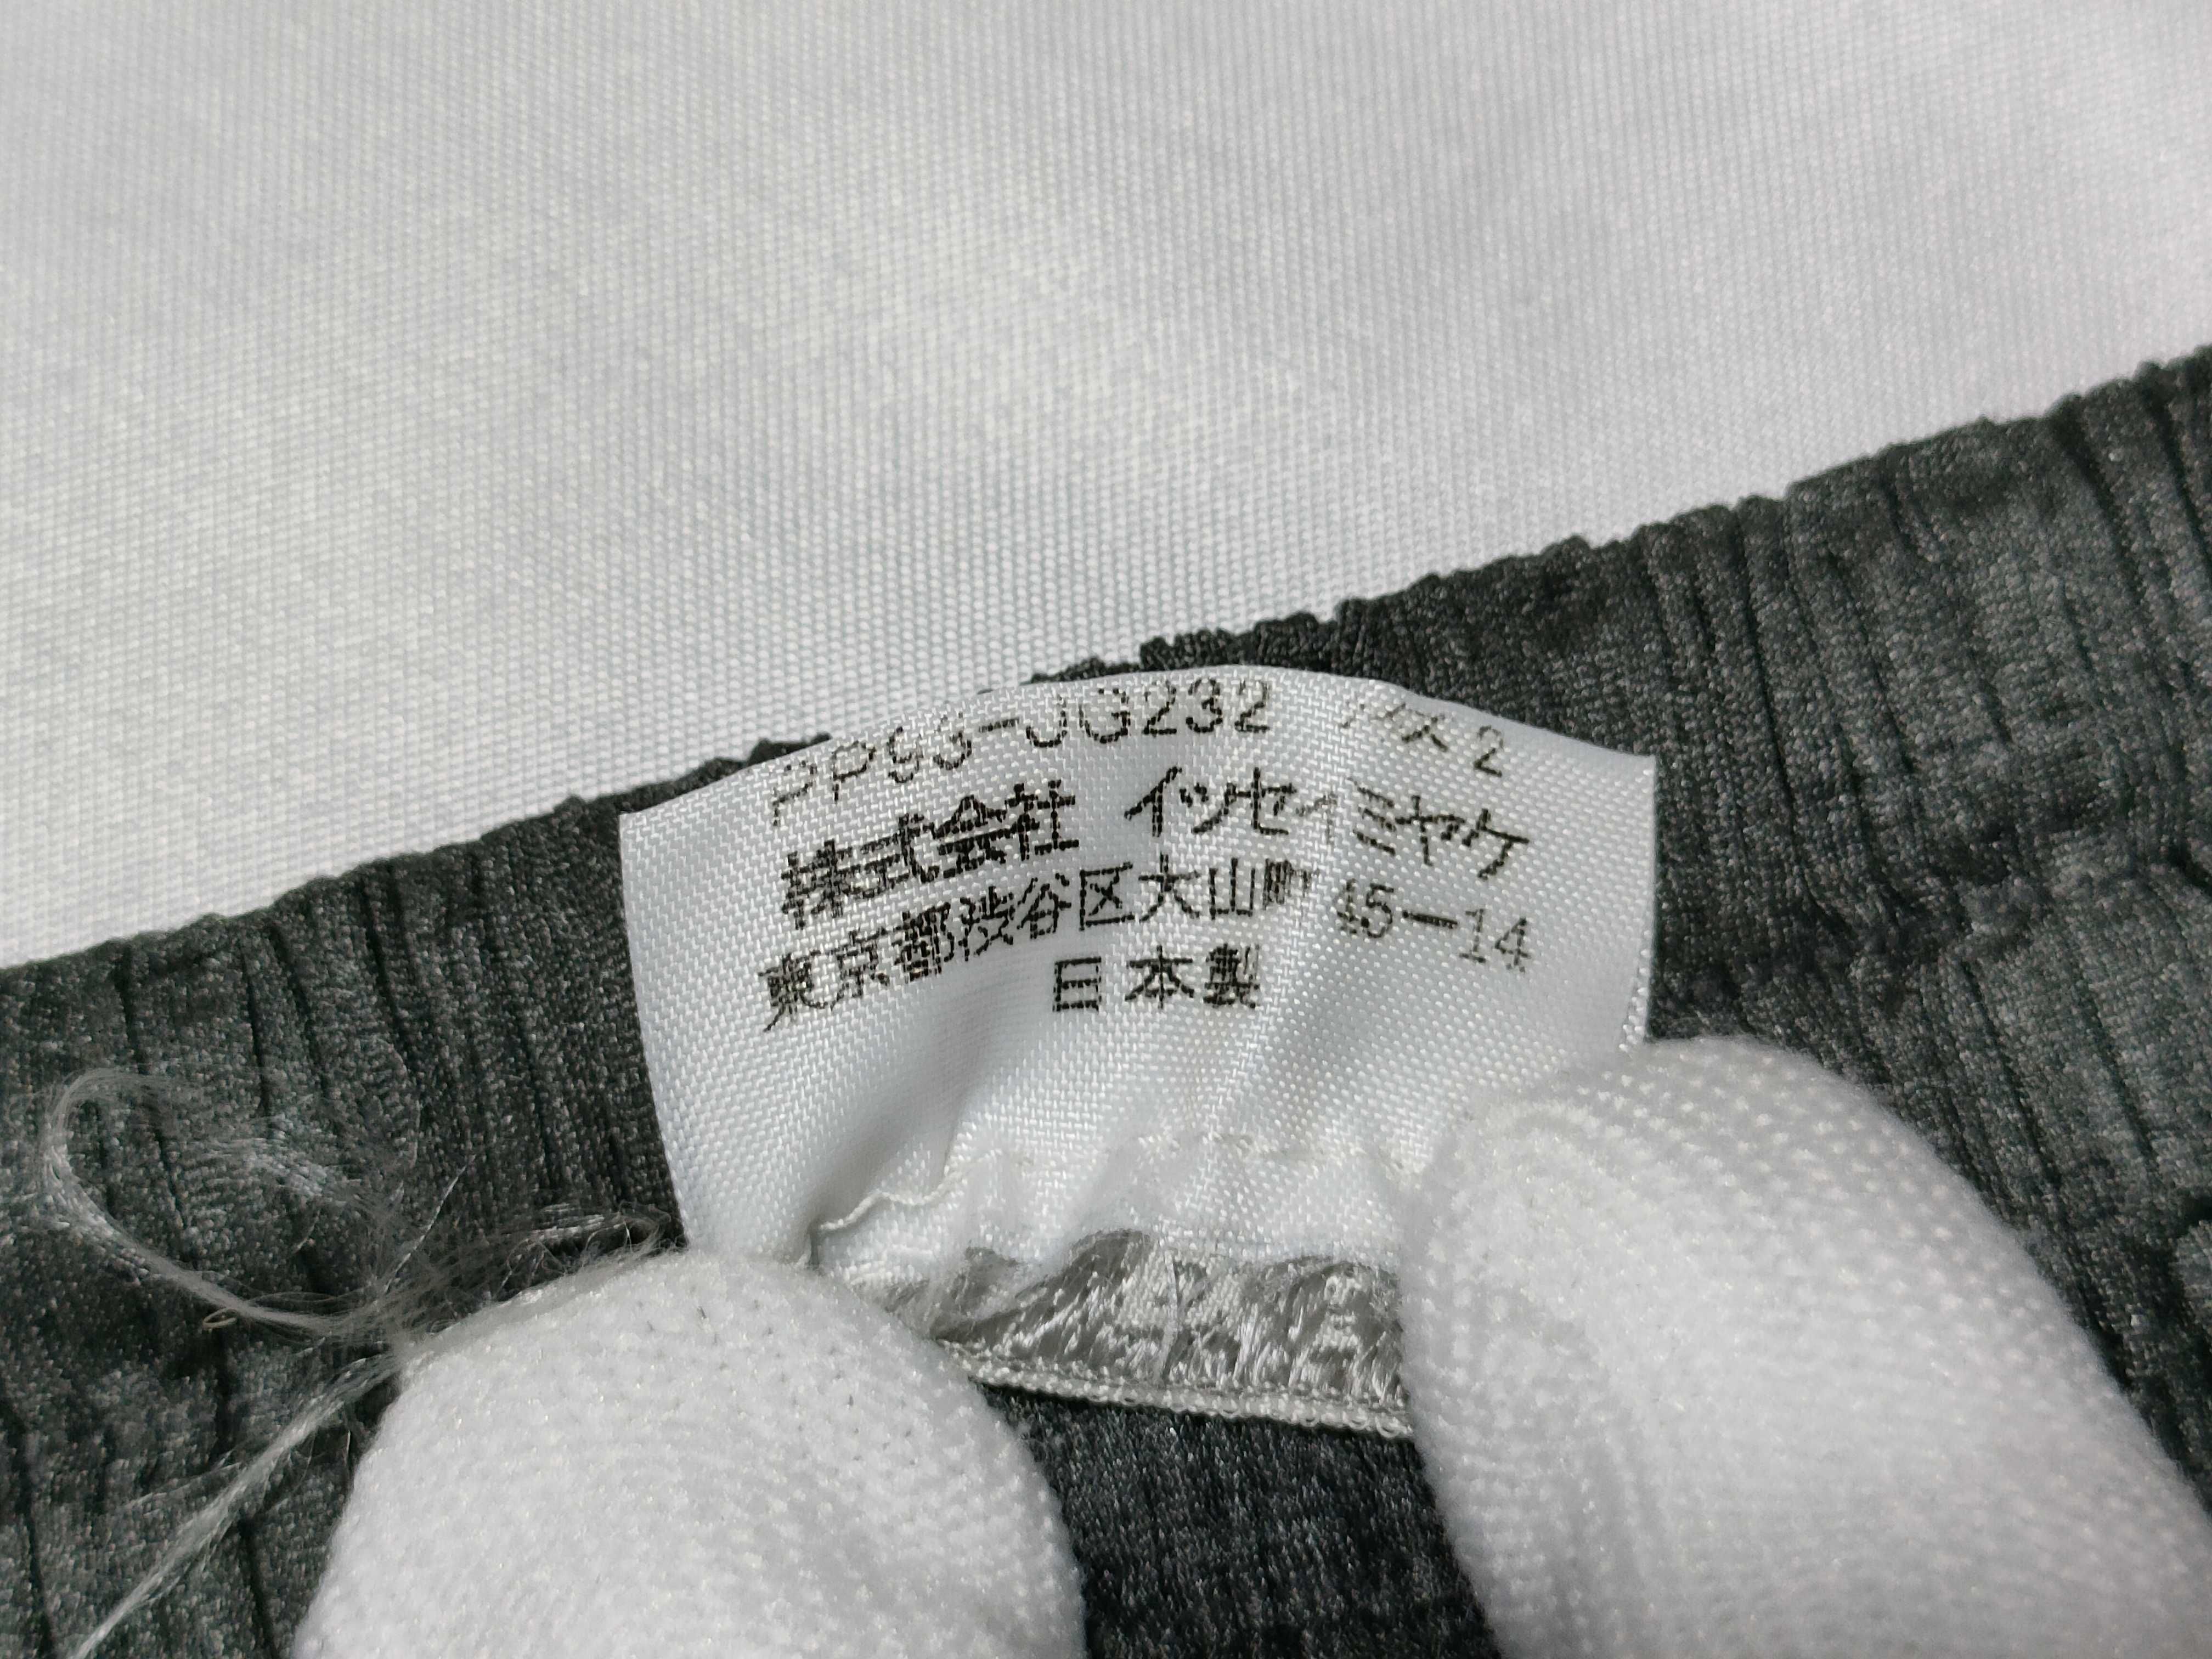 PP93-JG232 サイズ 2
株式会社 イッセイミヤケ
東京都渋谷区大山町 45-14
日本製